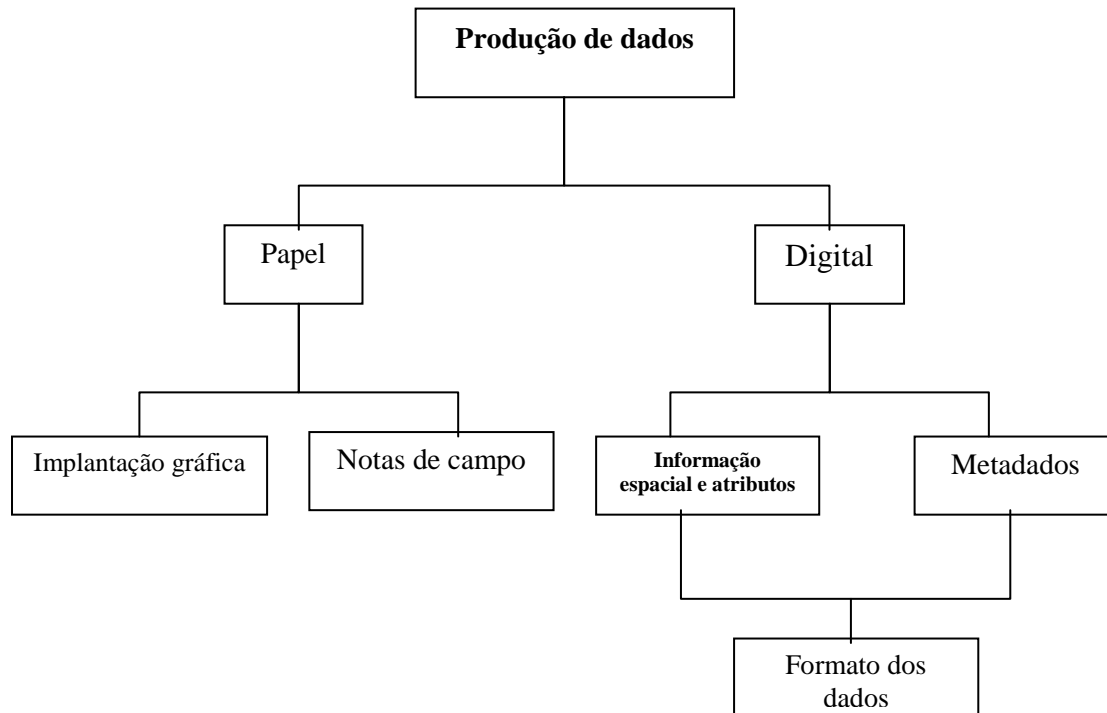 Produção de dados
Papel
Digital
Implantação gráfica
Notas de campo
Informação
espacial e atributos
Metadados
Formato dos
dados